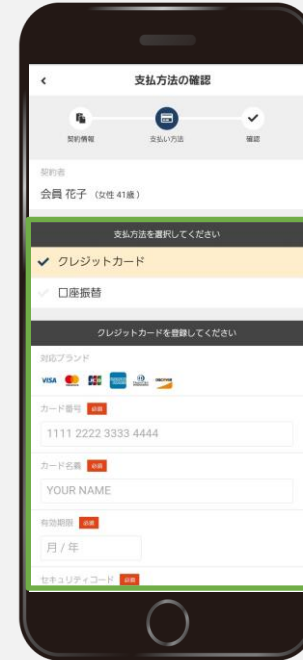 支払方法の確認
契約情報 支払い方法 確認
契約者
会員 花子 (女性 41歳)
支払方法を選択してください
クレジットカード
口座振替
クレジットカードを登録してください
対応ブランド
VISA JCB DISCOVER
カード番号 必須
1111 2222 3333 4444
カード名義 必須
YOUR NAME
有効期限 必須
月 / 年
セキュリティコード 必須